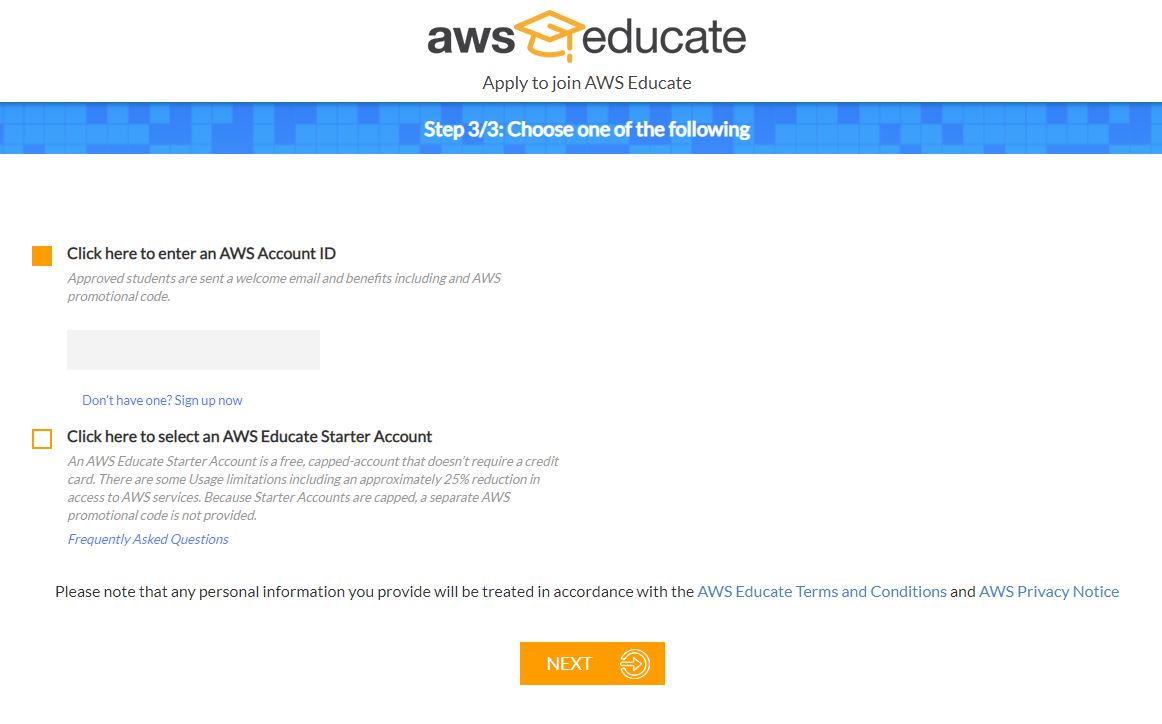 aws educate
Apply to join AWS Educate
Step 3/3: Choose one of the following
Click here to enter an AWS Account ID
Approved students are sent a welcome email and benefits including and AWS
promotional code.
Don't have one? Sign up now
Click here to select an AWS Educate Starter Account
An AWS Educate Starter Account is a free, capped-account that doesn't require a credit
card. There are some Usage limitations including an approximately 25% reduction in
access to AWS services. Because Starter Accounts are capped, a separate AWS
promotional code is not provided.
Frequently Asked Questions
Please note that any personal information you provide will be treated in accordance with the AWS Educate Terms and Conditions and AWS Privacy Notice
NEXT